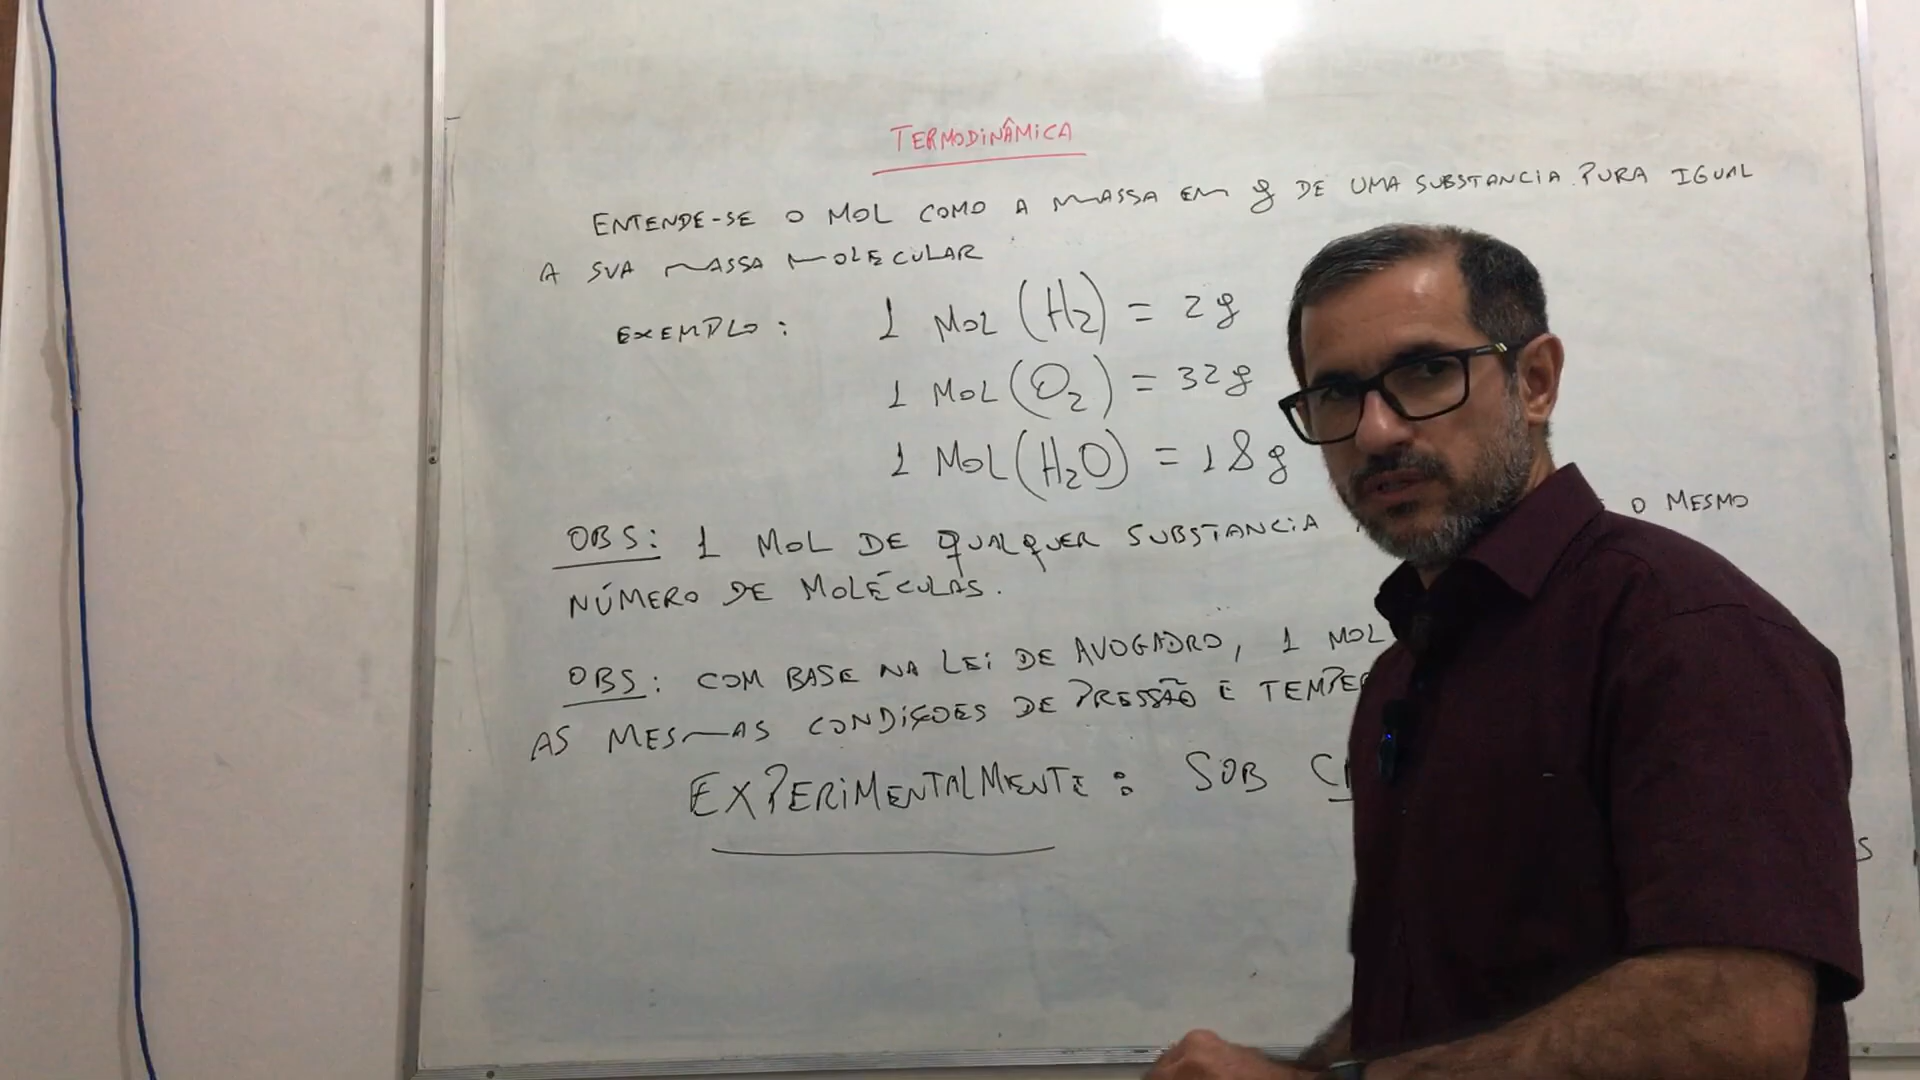 TERMODINÂMICA
ENTENDE-SE O MOL COMO A MASSA EM g DE UMA SUBSTANCIA PURA IGUAL
A SUA MASSA MOLECULAR
EXEMPLO: 1 MOL (H2) = 2g
1 MOL (O2) = 32g
1 MOL (H2O) = 18g
OBS: 1 MOL DE QUALQUER SUBSTANCIA O MESMO
NÚMERO DE MOLÉCULAS.
OBS: COM BASE NA LEI DE AVOGADRO, 1 MOL
AS MESMAS CONDIÇOES DE PRESSÃO E
EXPERIMENTALMENTE: SOB